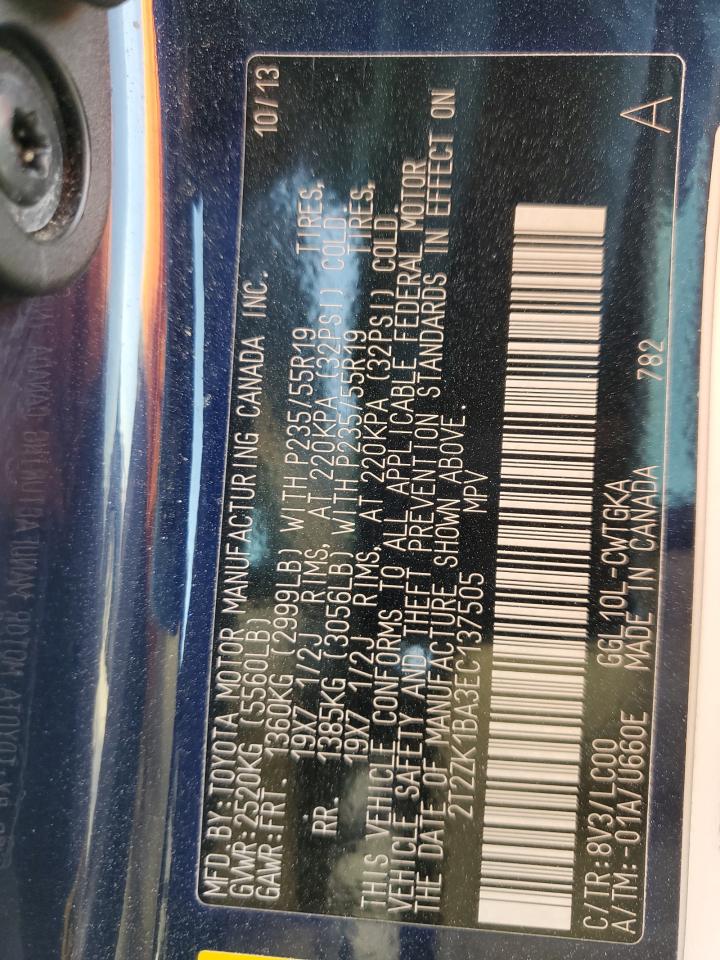 MFD BY:TOYOTA MOTOR MANUFACTURING CANADA INC. 10/13
GVWR:2520KG (5560LB)
GAWR:FRT. 1360KG (2999LB) WITH P235/55R19 TIRES,
19X7 1/2J RIMS, AT 220KPA (32PSI) COLD.
RR. 1385KG (3056LB) WITH P235/55R19 TIRES,
19X7 1/2J RIMS, AT 220KPA (32PSI) COLD.
THIS VEHICLE CONFORMS TO ALL APPLICABLE FEDERAL MOTOR
VEHICLE SAFETY AND THEFT PREVENTION STANDARDS IN EFFECT ON
THE DATE OF MANUFACTURE SHOWN ABOVE.
2T2ZK1BA3EC137505 MPV
C/TR:8V3/LC00 GGL10L-CWTGKA 782 A
A/TM:-01A/U660E MADE IN CANADA